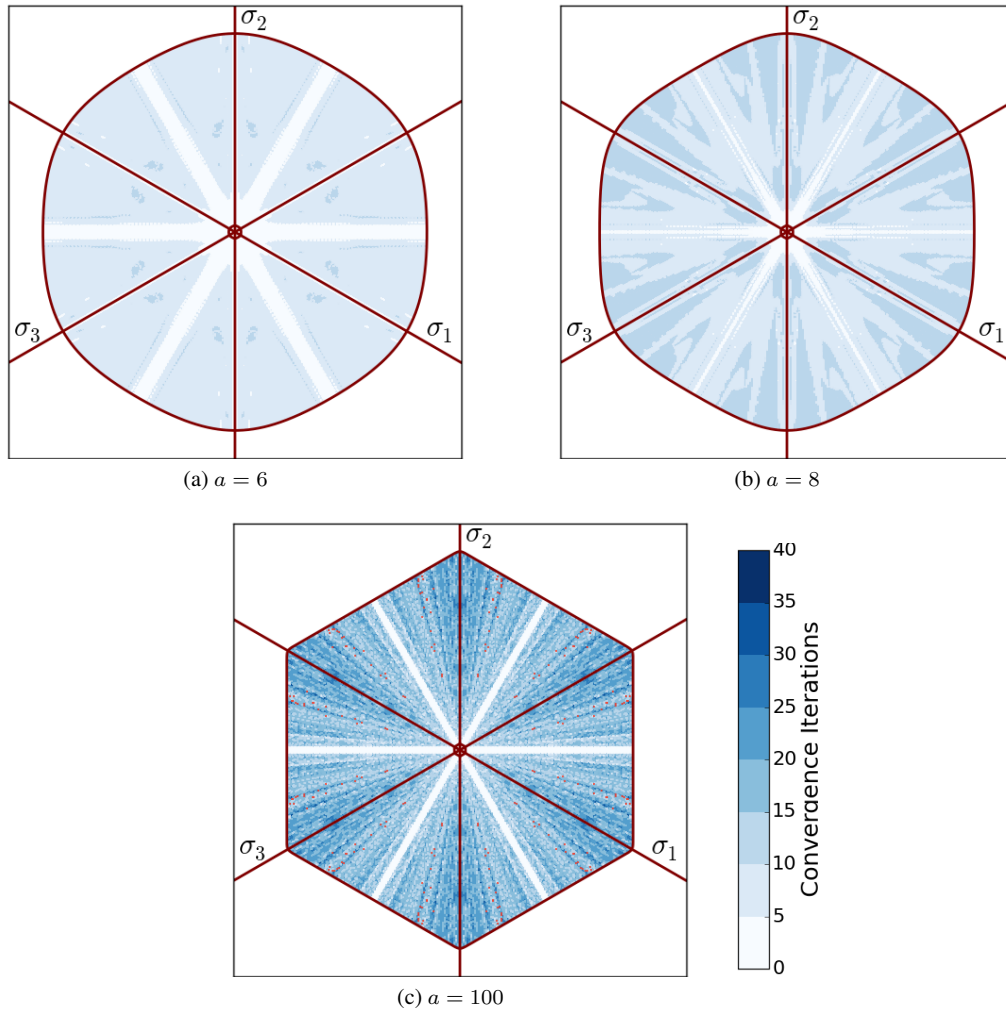 σ₂
σ₃
σ₁
(a) a = 6
σ₂
σ₃
σ₁
(b) a = 8
σ₂
σ₃
σ₁
(c) a = 100
40
35
30
25
20
15
10
5
0
Convergence Iterations